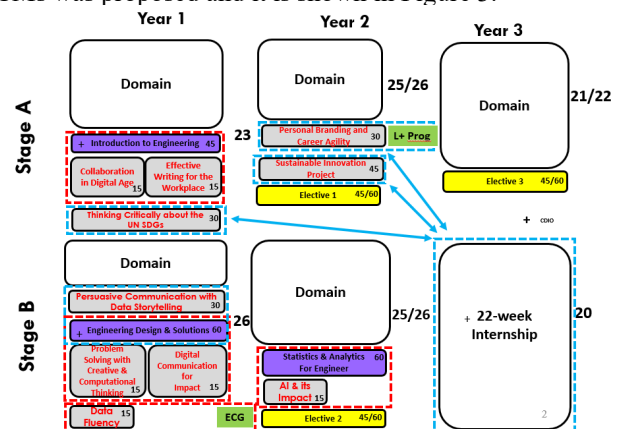 Year 1
Year 2
Year 3
Stage A
Domain
+ Introduction to Engineering 45
23
Collaboration
in Digital Age
15
Effective
Writing for the
Workplace
15
Thinking Critically about the
UN SDGs
30
Domain
25/26
Personal Branding and
Career Agility
30
L+ Prog
Sustainable Innovation
Project
45
Elective 1 45/60
Domain
21/22
Elective 3 45/60
+ CDIO
Stage B
Domain
Persuasive Communication with
Data Storytelling
30
+ Engineering Design & Solutions 60
26
Problem
Solving with
Creative &
Computational
Thinking
15
Digital
Communication
for
Impact
15
Data
Fluency
15
ECG
Domain
25/26
Statistics & Analytics
For Engineer
60
AI & its
Impact 15
Elective 2 45/60
+ 22-week
Internship
20
2